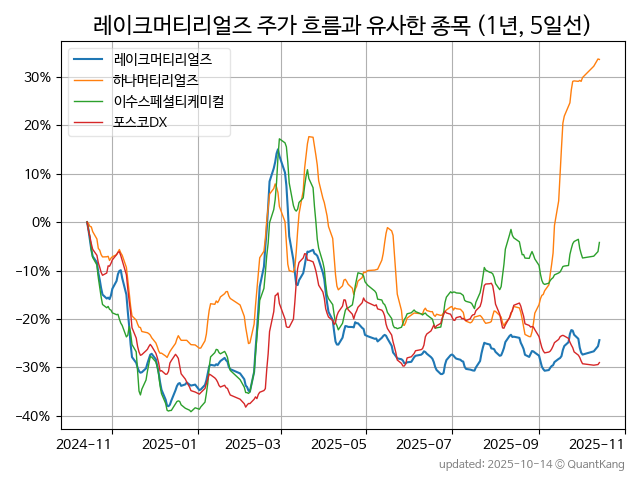 레이크머티리얼즈 주가 흐름과 유사한 종목 (1년, 5일선)
레이크머티리얼즈
하나머티리얼즈
이수스페셜티케미컬
포스코DX
30%
20%
10%
0%
−10%
−20%
−30%
−40%
2024-11
2025-01
2025-03
2025-05
2025-07
2025-09
2025-11
updated: 2025-10-14 © QuantKang